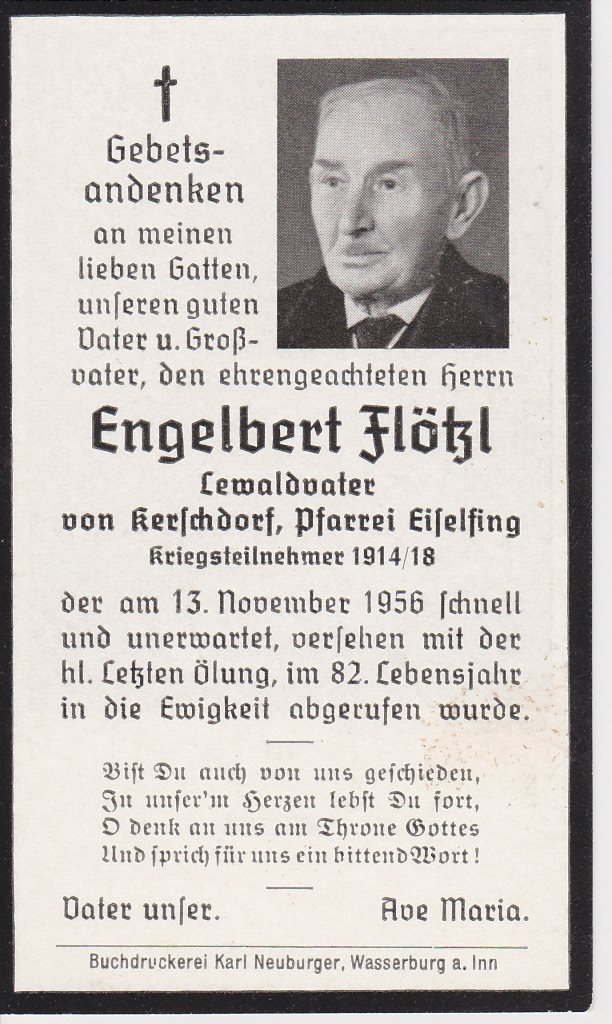 Gebets-
andenken
an meinen
lieben Gatten,
unſeren guten
Vater u. Groß-
vater, den ehrengeachteten Herrn
Engelbert Flötzl
Lewaldvater
von Kerſchdorf, Pfarrei Eiſelfing
Kriegsteilnehmer 1914/18
der am 13. November 1956 ſchnell
und unerwartet, verſehen mit der
hl. Letzten Ölung, im 82. Lebensjahr
in die Ewigkeit abgerufen wurde.
Biſt Du auch von uns geſchieden,
In unſer'm Herzen lebſt Du fort,
O denk an uns am Throne Gottes
Und ſprich für uns ein bittend Wort!
Vater unſer. Ave Maria.
Buchdruckerei Karl Neuburger, Wasserburg a. Inn